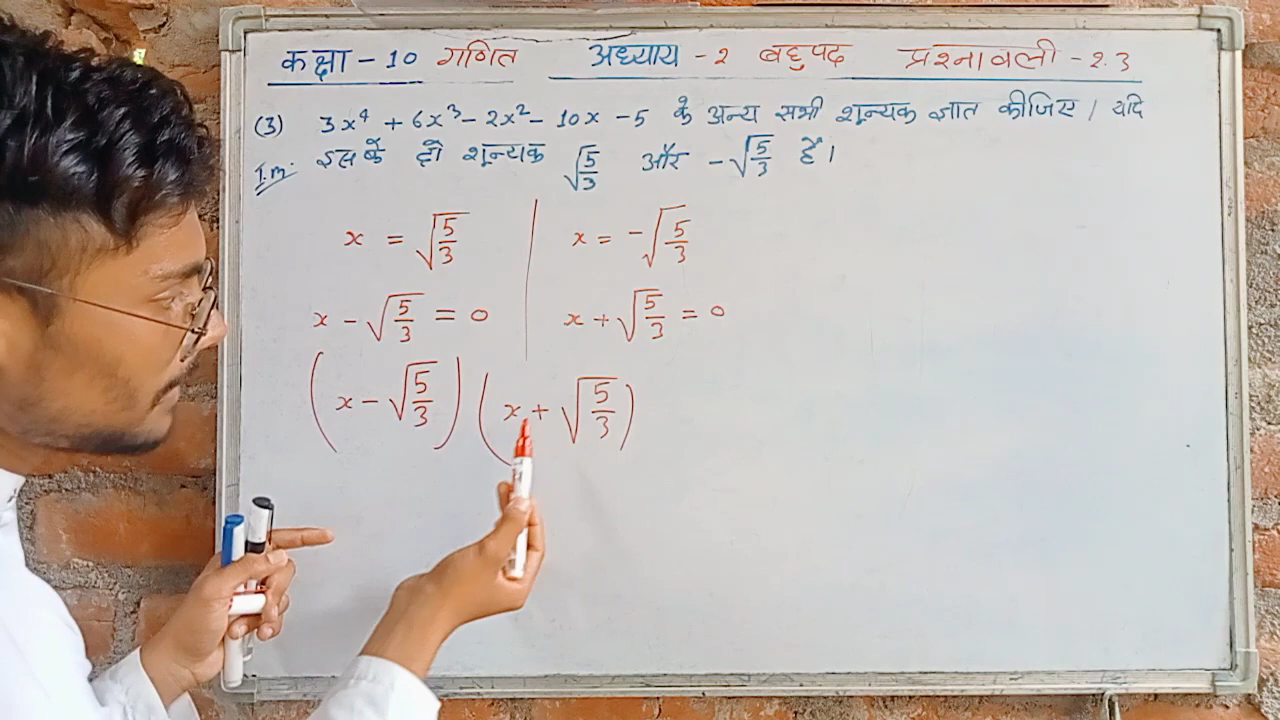 कक्षा - 10 गणित अध्याय - 2 बहुपद प्रश्नावली - 2.3
(3) 3x⁴ + 6x³ - 2x² - 10x - 5 के अन्य सभी शून्यक ज्ञात कीजिए। यदि
I.m. इसके दो शून्यक √5/3 और -√5/3 हैं।
x = √5/3 | x = -√5/3
x - √5/3 = 0 | x + √5/3 = 0
(x - √5/3) (x + √5/3)